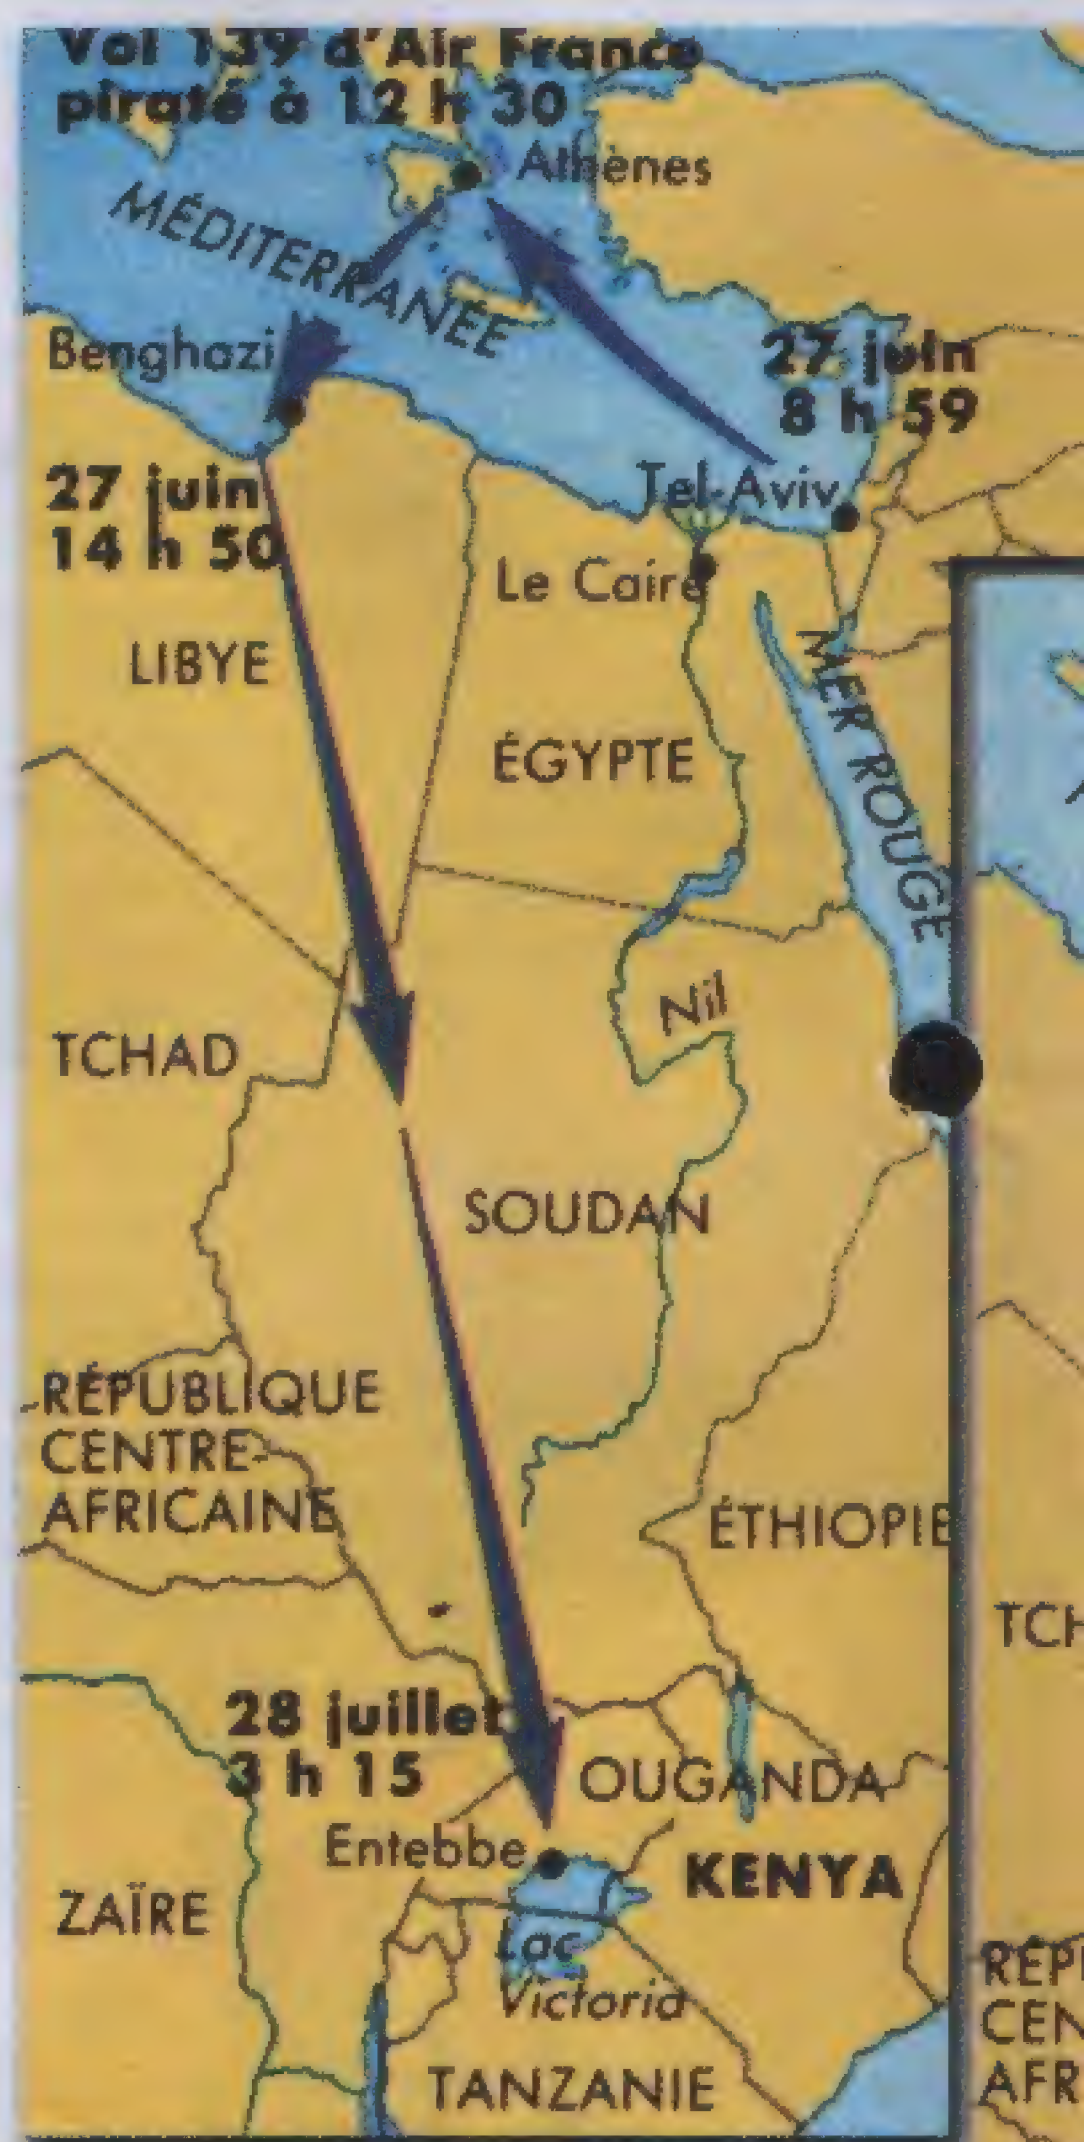 Vol 139 d'Air France
piraté à 12 h 30
Athènes
MÉDITERRANÉE
Benghazi
27 juin
8 h 59
27 juin
14 h 50
Tel-Aviv
Le Caire
LIBYE
MER ROUGE
ÉGYPTE
Nil
TCHAD
SOUDAN
RÉPUBLIQUE
CENTRE-
AFRICAINE
ÉTHIOPIE
TCH
28 juillet
3 h 15
OUGANDA
Entebbe
KENYA
ZAÏRE
Lac
Victoria
RÉPU
CEN
AFR
TANZANIE